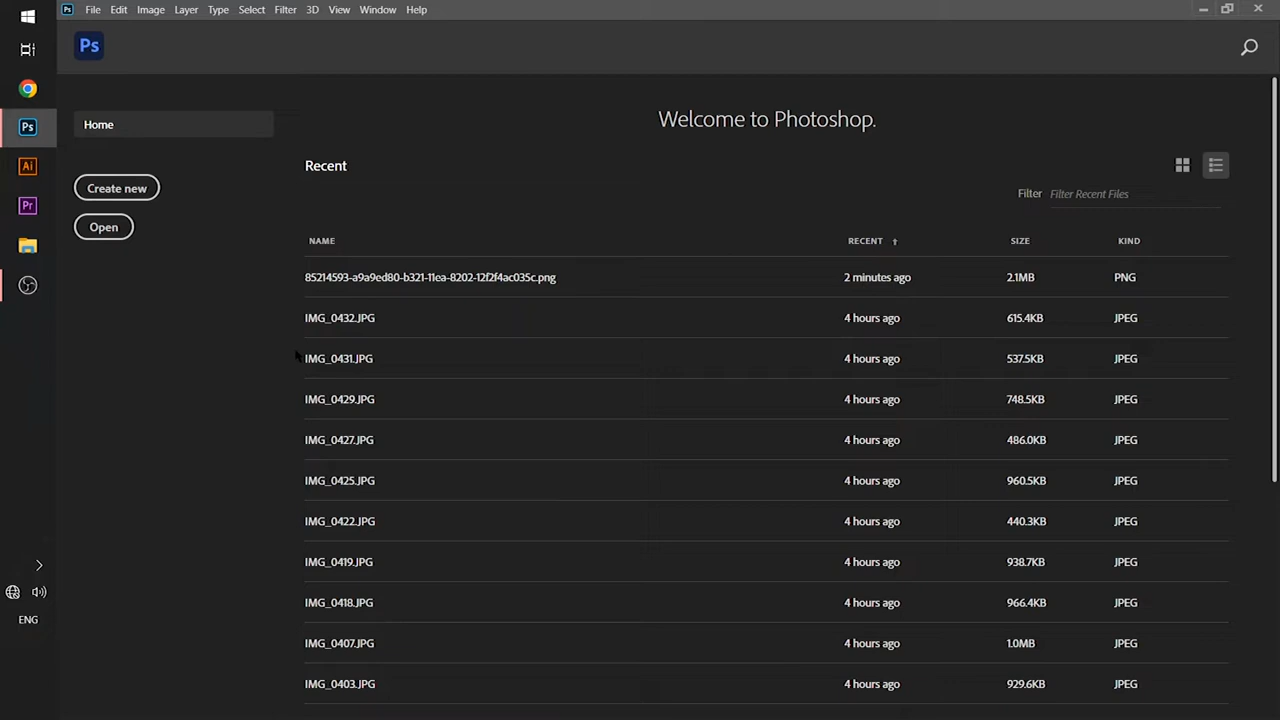 Ps File Edit Image Layer Type Select Filter 3D View Window Help
Ps
Home
Welcome to Photoshop.
Ps
Ai
Recent
Create new
Filter Filter Recent Files
Pr
Open
NAME RECENT SIZE KIND
85214593-a9a9ed80-b321-11ea-8202-12f2f4ac035c.png 2 minutes ago 2.1MB PNG
IMG_0432.JPG 4 hours ago 615.4KB JPEG
IMG_0431.JPG 4 hours ago 537.5KB JPEG
IMG_0429.JPG 4 hours ago 748.5KB JPEG
IMG_0427.JPG 4 hours ago 486.0KB JPEG
IMG_0425.JPG 4 hours ago 960.5KB JPEG
IMG_0422.JPG 4 hours ago 440.3KB JPEG
IMG_0419.JPG 4 hours ago 938.7KB JPEG
IMG_0418.JPG 4 hours ago 966.4KB JPEG
ENG
IMG_0407.JPG 4 hours ago 1.0MB JPEG
IMG_0403.JPG 4 hours ago 929.6KB JPEG